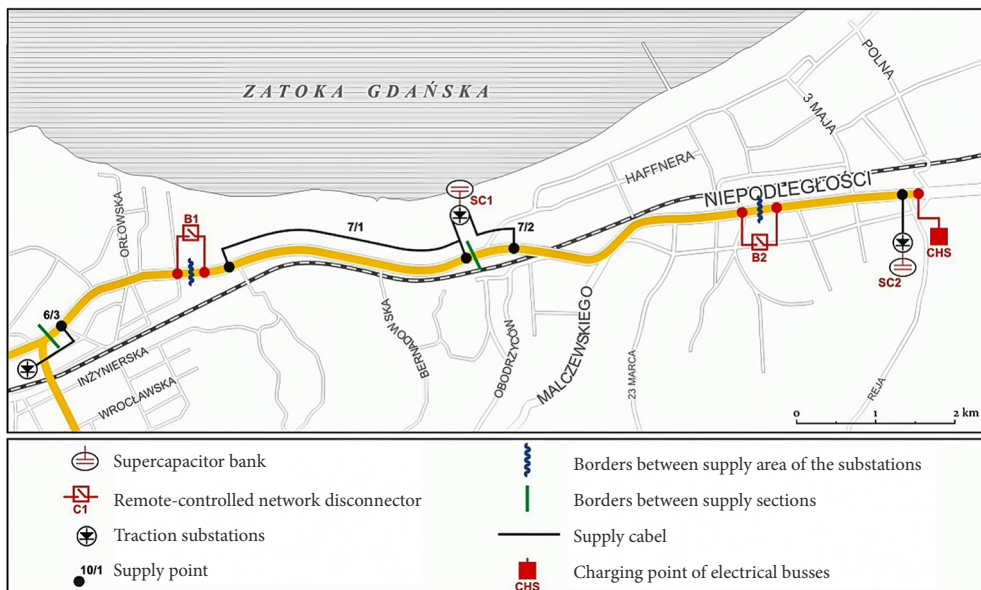 ZATOKA GDAŃSKA
POLNA
3 MAJA
HAFFNERA
NIEPODLEGŁOŚCI
ORŁOWSKA
B1
7/1
SC1
7/2
B2
CHS
SC2
6/3
INŻYNIERSKA
WROCŁAWSKA
BERNADOWSKA
OBODRZYCÓW
MALCZEWSKIEGO
23 MARCA
REJA
0 1 2 km
Supercapacitor bank
C1
Remote-controlled network disconnector
Traction substations
10/1
Supply point
Borders between supply area of the substations
Borders between supply sections
Supply cabel
CHS
Charging point of electrical busses